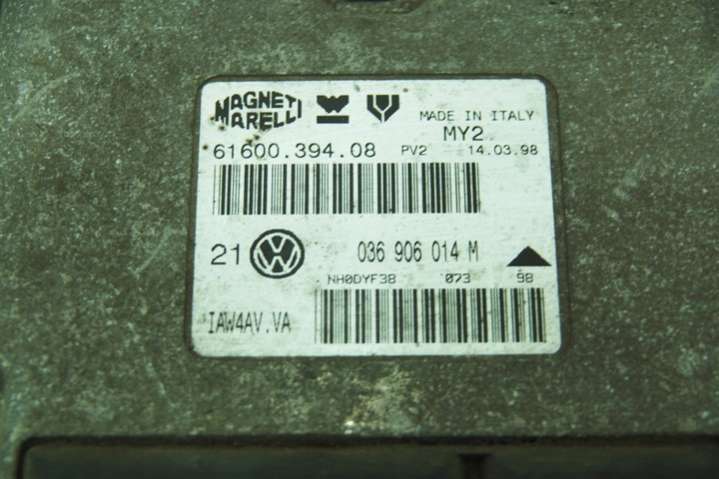 MAGNETI
MARELLI
MADE IN ITALY
MY2
61600.394.08 PV2 14.03.98
21 036 906 014 M
NH0DYF38 073 98
IAW4AV.VA